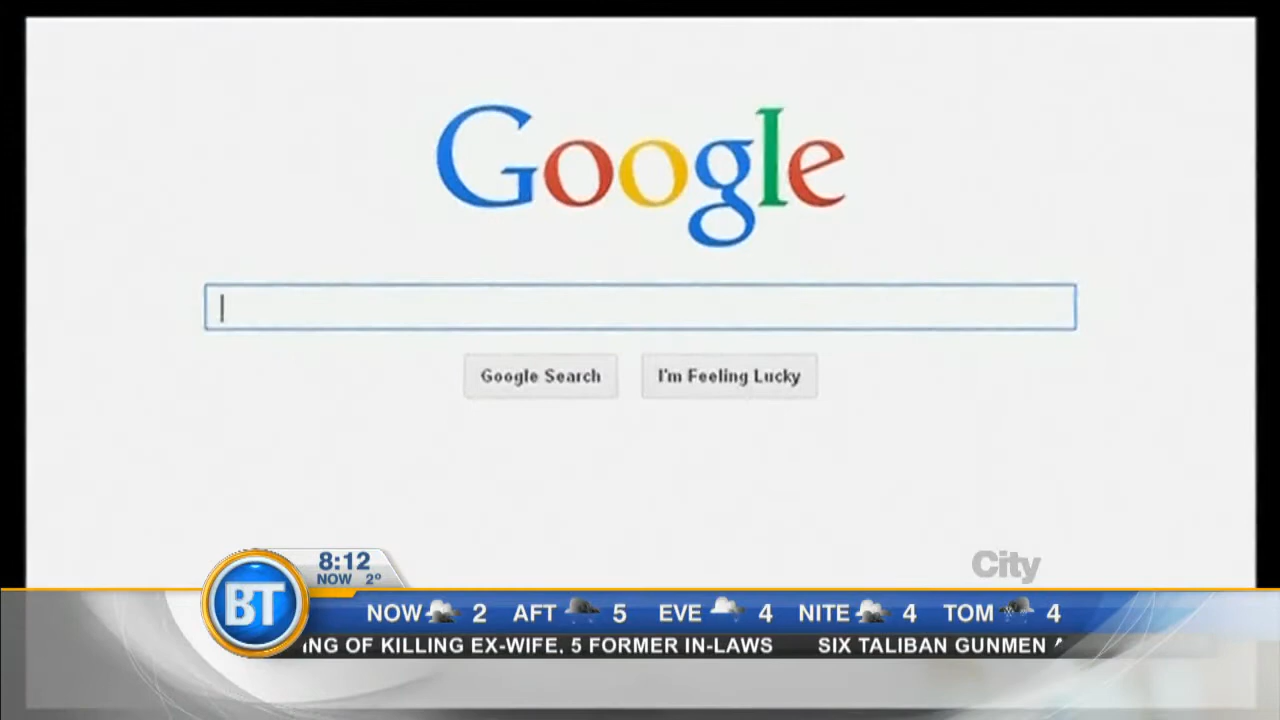 Google
Google Search
I'm Feeling Lucky
City
8:12
NOW 2°
BT
NOW 2 AFT 5 EVE 4 NITE 4 TOM 4
ING OF KILLING EX-WIFE, 5 FORMER IN-LAWS SIX TALIBAN GUNMEN